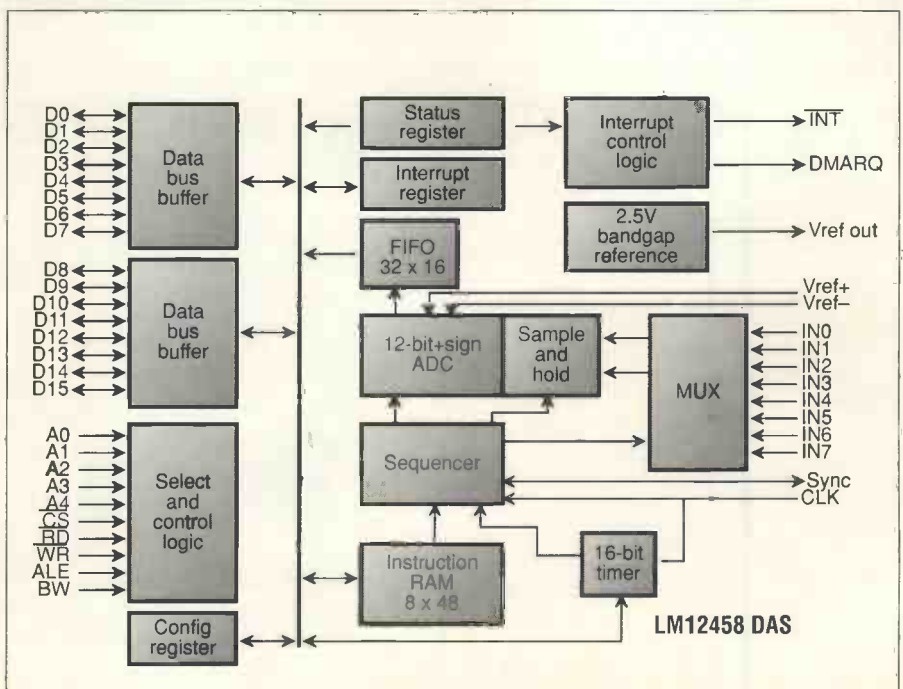 D0
D1
D2
D3
D4
D5
D6
D7
Data
bus
buffer
D8
D9
D10
D11
D12
D13
D14
D15
Data
bus
buffer
A0
A1
A2
A3
A4
CS
RD
WR
ALE
BW
Select
and
control
logic
Config
register
Status
register
Interrupt
register
FIFO
32 x 16
12-bit+sign
ADC
Sample
and
hold
Sequencer
Instruction
RAM
8 x 48
Interrupt
control
logic
2.5V
bandgap
reference
MUX
16-bit
timer
INT
DMARQ
Vref out
Vref+
Vref–
IN0
IN1
IN2
IN3
IN4
IN5
IN6
IN7
Sync
CLK
LM12458 DAS